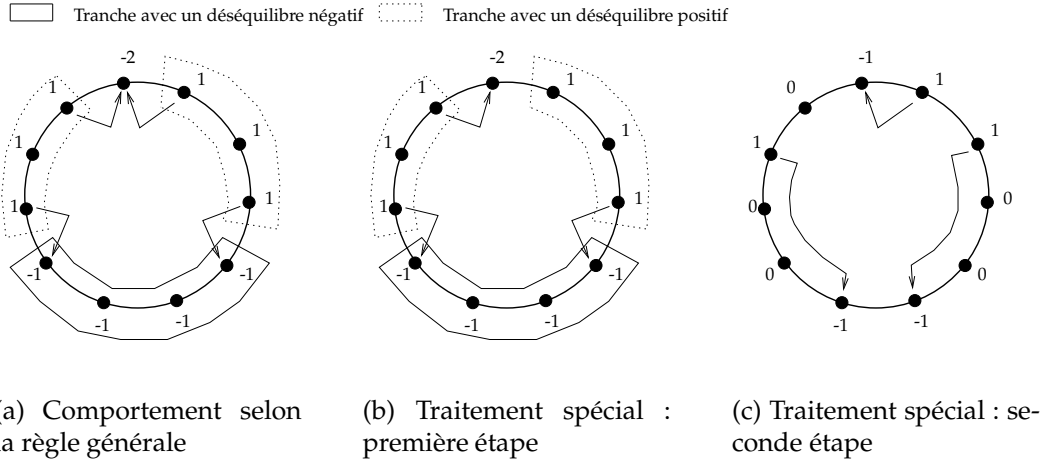 Tranche avec un déséquilibre négatif Tranche avec un déséquilibre positif
-2 -2 -1
1 1 1 1 0 1
1 1 1 1 1 1
1 1 1 1 0 0
-1 -1 -1 -1 0 0
-1 -1 -1 -1 -1 -1
(a) Comportement selon
la règle générale
(b) Traitement spécial :
première étape
(c) Traitement spécial : se-
conde étape